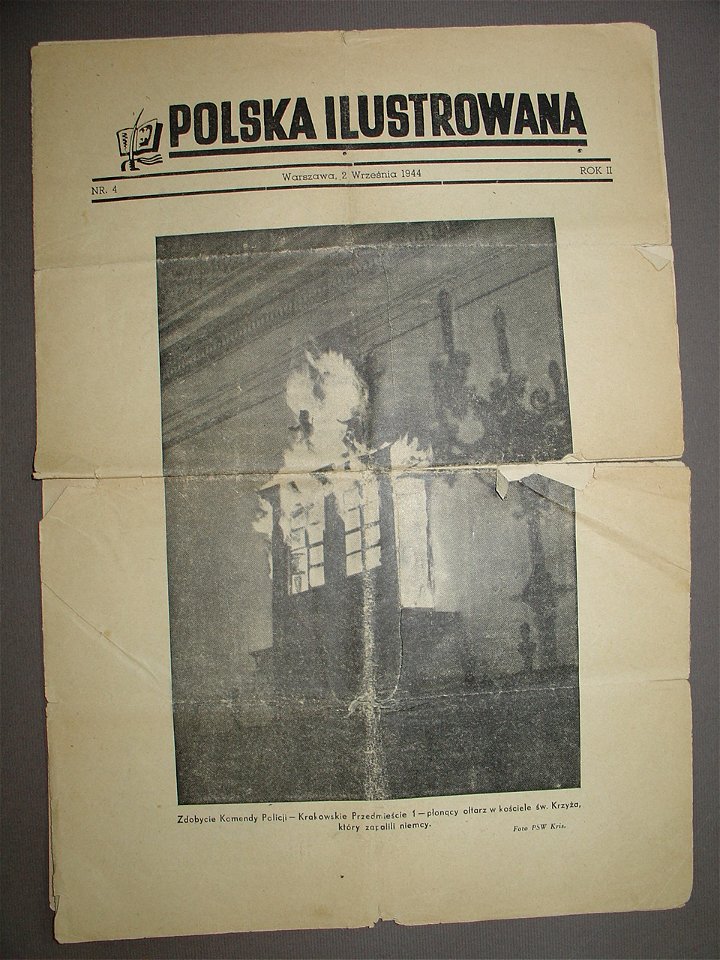 POLSKA ILUSTROWANA
NR. 4
Warszawa, 2 Września 1944
ROK II
Zdobycie Komendy Policji — Krakowskie Przedmieście 1 — płonący ołtarz w kościele św. Krzyża,
który zapalili niemcy.
Foto PSW Kris.